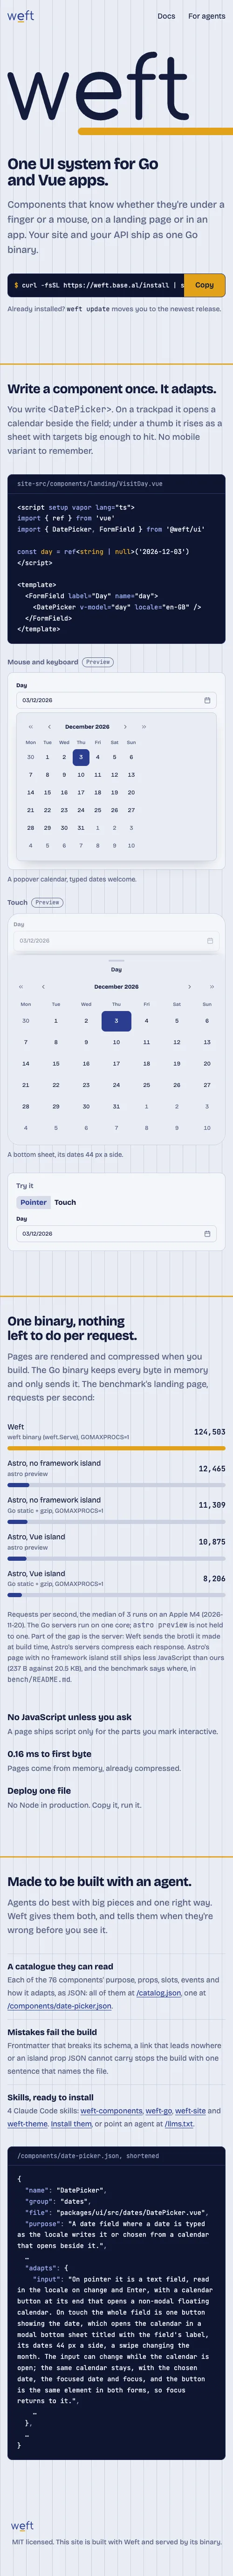 weft
Docs
For agents
weft
One UI system for Go
and Vue apps.
Components that know whether they're under a
finger or a mouse, on a landing page or in an
app. Your site and your API ship as one Go
binary.
$ curl -fsSL https://weft.base.al/install | s
Copy
Already installed? weft update moves you to the newest release.
Write a component once. It adapts.
You write <DatePicker>. On a trackpad it opens a
calendar beside the field; under a thumb it rises as a
sheet with targets big enough to hit. No mobile
variant to remember.
site-src/components/landing/VisitDay.vue
<script setup vapor lang="ts">
import { ref } from 'vue'
import { DatePicker, FormField } from '@weft/ui'
const day = ref<string | null>('2026-12-03')
</script>
<template>
<FormField label="Day" name="day">
<DatePicker v-model="day" locale="en-GB" />
</FormField>
</template>
Mouse and keyboard Preview
Day
03/12/2026
« ‹ December 2026 › »
Mon Tue Wed Thu Fri Sat Sun
30 1 2 3 4 5 6
7 8 9 10 11 12 13
14 15 16 17 18 19 20
21 22 23 24 25 26 27
28 29 30 31 1 2 3
4 5 6 7 8 9 10
A popover calendar, typed dates welcome.
Touch Preview
Day
03/12/2026
Day
« ‹ December 2026 › »
Mon Tue Wed Thu Fri Sat Sun
30 1 2 3 4 5 6
7 8 9 10 11 12 13
14 15 16 17 18 19 20
21 22 23 24 25 26 27
28 29 30 31 1 2 3
4 5 6 7 8 9 10
A bottom sheet, its dates 44 px a side.
Try it
Pointer Touch
Day
03/12/2026
One binary, nothing
left to do per request.
Pages are rendered and compressed when you
build. The Go binary keeps every byte in memory
and only sends it. The benchmark's landing page,
requests per second:
Weft
weft binary (weft.Serve), GOMAXPROCS=1
124,503
Astro, no framework island
astro preview
12,465
Astro, no framework island
Go static + gzip, GOMAXPROCS=1
11,309
Astro, Vue island
astro preview
10,875
Astro, Vue island
Go static + gzip, GOMAXPROCS=1
8,206
Requests per second, the median of 3 runs on an Apple M4 (2026-
11-20). The Go servers run on one core; astro preview is not held
to one. Part of the gap is the server: Weft sends the brotli it made
at build time, Astro's servers compress each response. Astro's
page with no framework island still ships less JavaScript than ours
(237 B against 20.5 KB), and the benchmark says where, in
bench/README.md.
No JavaScript unless you ask
A page ships script only for the parts you mark interactive.
0.16 ms to first byte
Pages come from memory, already compressed.
Deploy one file
No Node in production. Copy it, run it.
Made to be built with an agent.
Agents do best with big pieces and one right way.
Weft gives them both, and tells them when they're
wrong before you see it.
A catalogue they can read
Each of the 76 components' purpose, props, slots, events and
how it adapts, as JSON: all of them at /catalog.json, one at
/components/date-picker.json.
Mistakes fail the build
Frontmatter that breaks its schema, a link that leads nowhere
or an island prop JSON cannot carry stops the build with one
sentence that names the file.
Skills, ready to install
4 Claude Code skills: weft-components, weft-go, weft-site and
weft-theme. Install them, or point an agent at /llms.txt.
/components/date-picker.json, shortened
{
"name": "DatePicker",
"group": "dates",
"file": "packages/ui/src/dates/DatePicker.vue",
"purpose": "A date field where a date is typed
as the locale writes it or chosen from a calendar
that opens beside it.",
…
"adapts": {
"input": "On pointer it is a text field, read
in the locale on change and Enter, with a calendar
button at its end that opens a non-modal floating
calendar. On touch the whole field is one button
showing the date, which opens the calendar in a
modal bottom sheet titled with the field's label,
its dates 44 px a side, a swipe changing the
month. The input can change while the calendar is
open; the same calendar stays, with the chosen
date, the focused date and focus, and the button
is the same element in both forms, so focus
returns to it.",
…
},
…
}
weft
MIT licensed. This site is built with Weft and served by its binary.